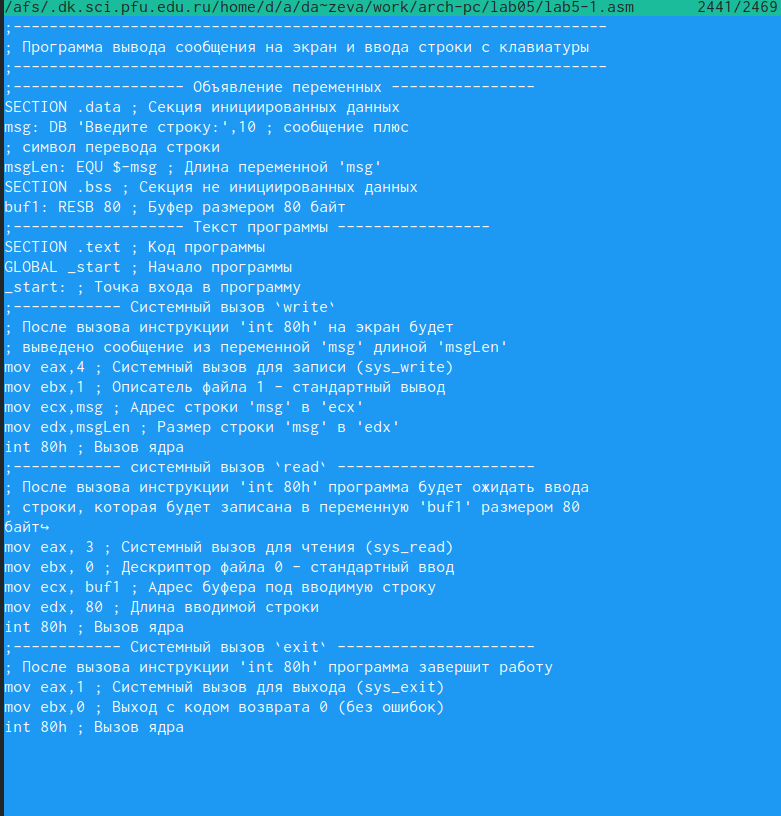 /afs/.dk.sci.pfu.edu.ru/home/d/a/da~zeva/work/arch-pc/lab05/lab5-1.asm 2441/2469
;------------------------------------------------------------------
; Программа вывода сообщения на экран и ввода строки с клавиатуры
;------------------------------------------------------------------
;------------------- Объявление переменных ----------------
SECTION .data ; Секция инициированных данных
msg: DB 'Введите строку:',10 ; сообщение плюс
; символ перевода строки
msgLen: EQU $-msg ; Длина переменной 'msg'
SECTION .bss ; Секция не инициированных данных
buf1: RESB 80 ; Буфер размером 80 байт
;------------------- Текст программы -----------------
SECTION .text ; Код программы
GLOBAL _start ; Начало программы
_start: ; Точка входа в программу
;------------ Системный вызов `write`
; После вызова инструкции 'int 80h' на экран будет
; выведено сообщение из переменной 'msg' длиной 'msgLen'
mov eax,4 ; Системный вызов для записи (sys_write)
mov ebx,1 ; Описатель файла 1 - стандартный вывод
mov ecx,msg ; Адрес строки 'msg' в 'ecx'
mov edx,msgLen ; Размер строки 'msg' в 'edx'
int 80h ; Вызов ядра
;------------ системный вызов `read` ----------------------
; После вызова инструкции 'int 80h' программа будет ожидать ввода
; строки, которая будет записана в переменную 'buf1' размером 80
байт↪
mov eax, 3 ; Системный вызов для чтения (sys_read)
mov ebx, 0 ; Дескриптор файла 0 - стандартный ввод
mov ecx, buf1 ; Адрес буфера под вводимую строку
mov edx, 80 ; Длина вводимой строки
int 80h ; Вызов ядра
;------------ Системный вызов `exit` ----------------------
; После вызова инструкции 'int 80h' программа завершит работу
mov eax,1 ; Системный вызов для выхода (sys_exit)
mov ebx,0 ; Выход с кодом возврата 0 (без ошибок)
int 80h ; Вызов ядра